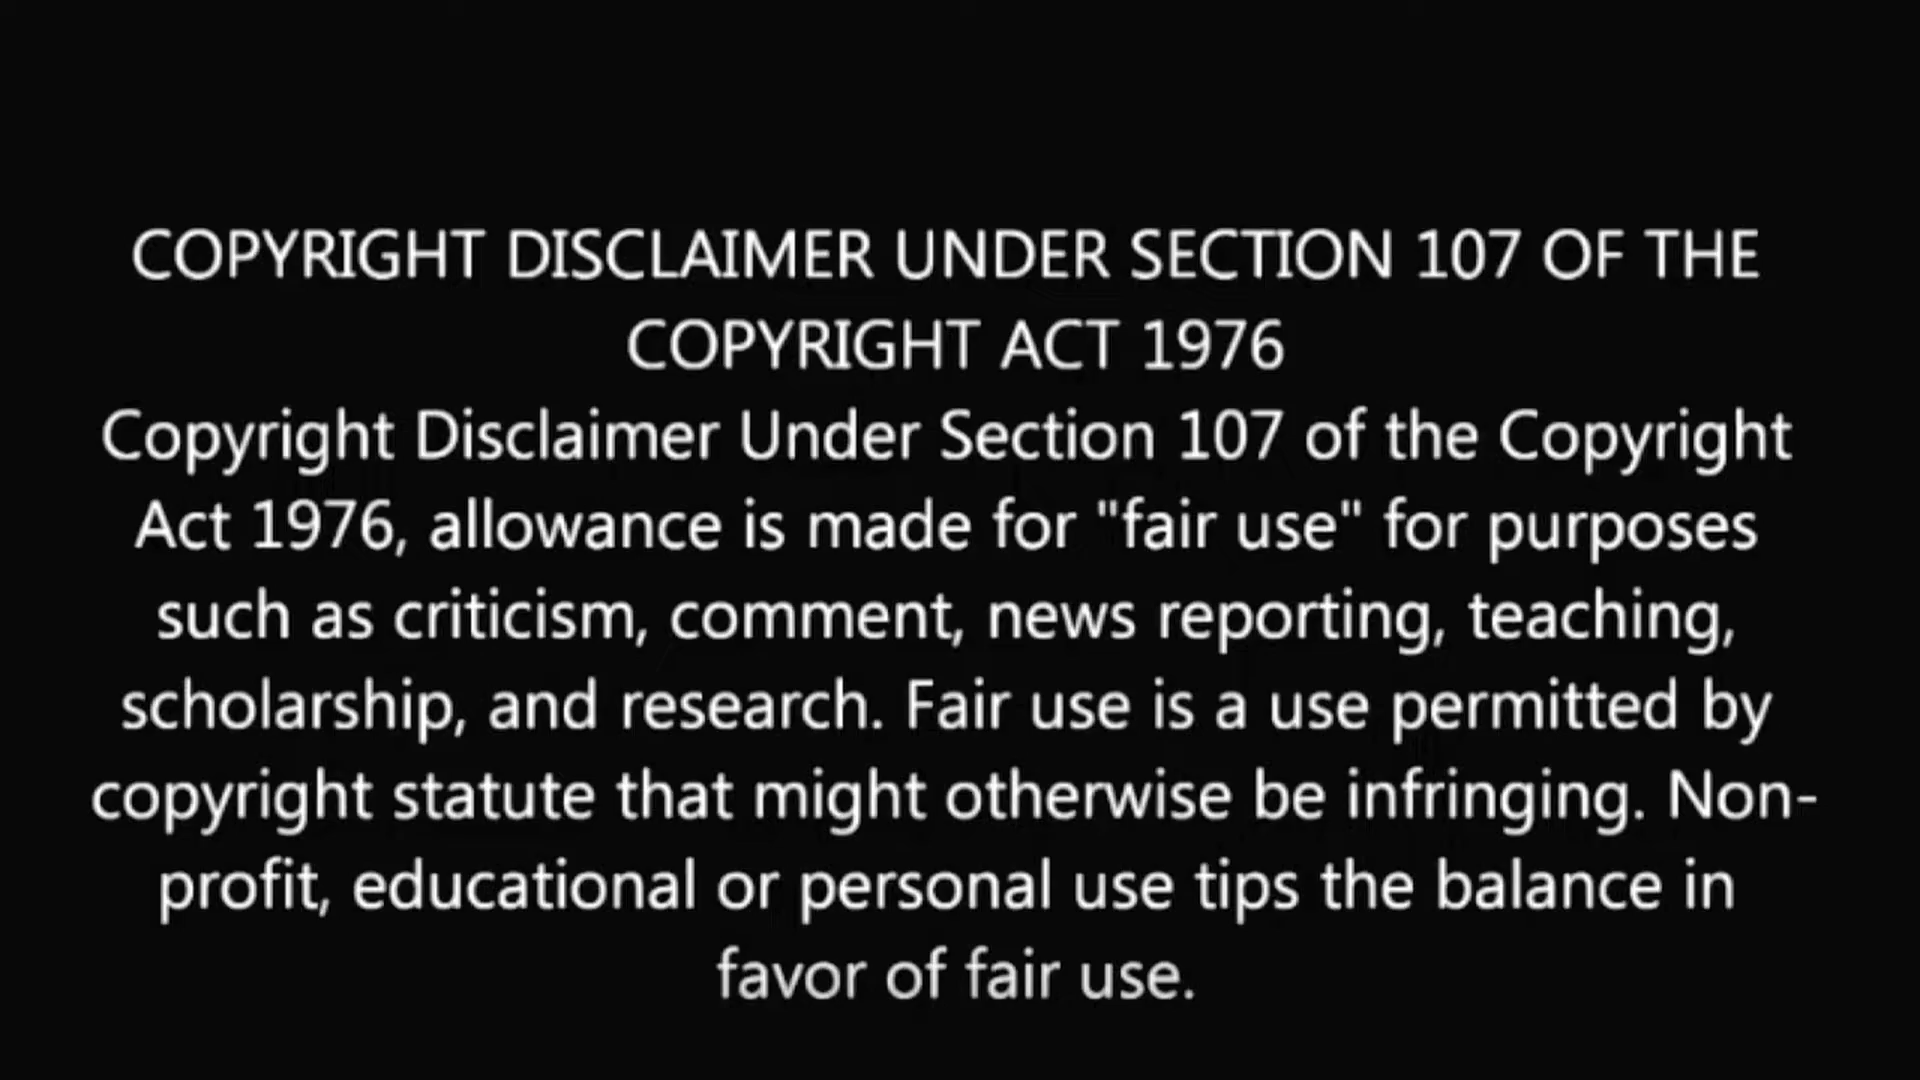 COPYRIGHT DISCLAIMER UNDER SECTION 107 OF THE
COPYRIGHT ACT 1976
Copyright Disclaimer Under Section 107 of the Copyright
Act 1976, allowance is made for "fair use" for purposes
such as criticism, comment, news reporting, teaching,
scholarship, and research. Fair use is a use permitted by
copyright statute that might otherwise be infringing. Non-
profit, educational or personal use tips the balance in
favor of fair use.